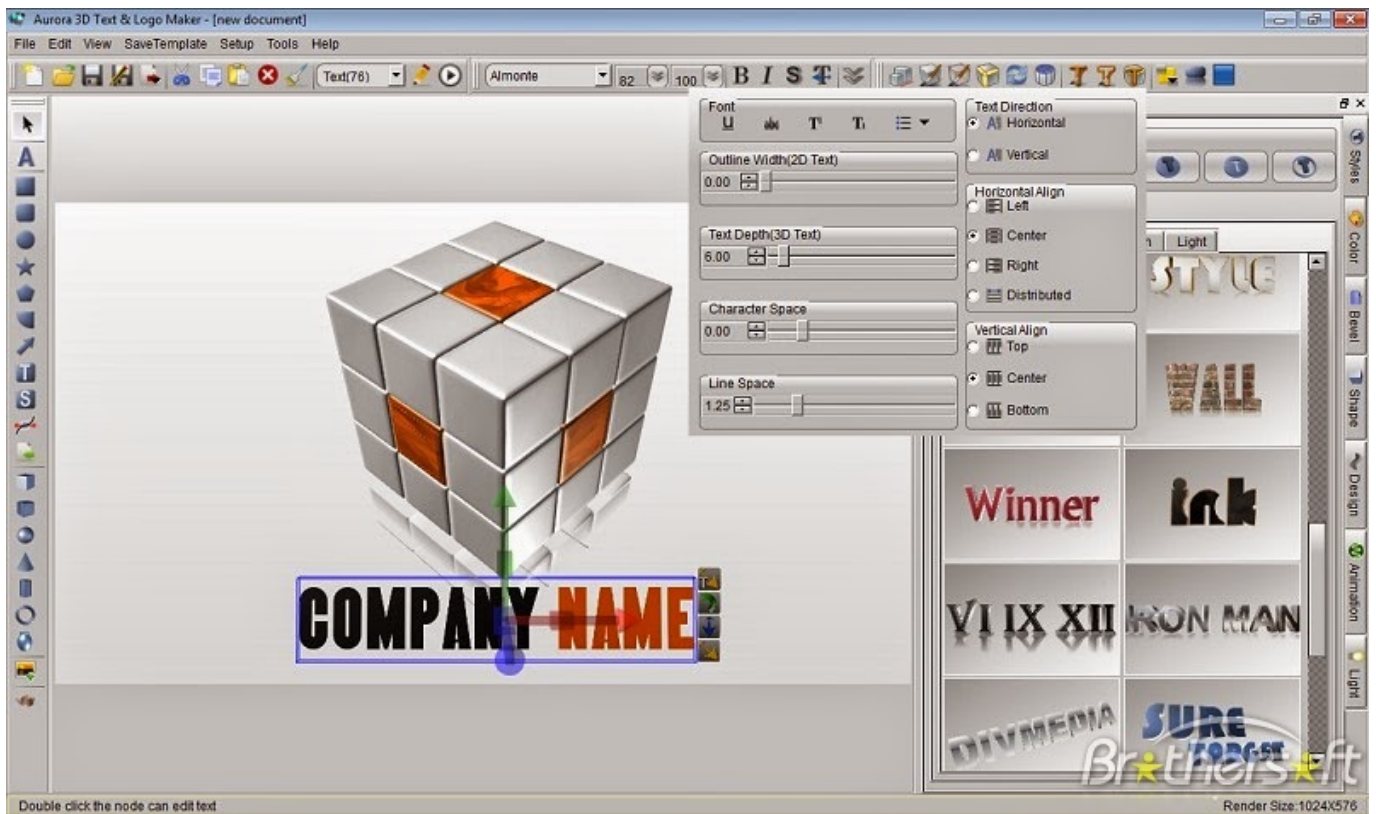 Aurora 3D Text & Logo Maker - [new document]
File Edit View SaveTemplate Setup Tools Help
Text(76) Almonte 82 100 B I S T
Font
U abc T T
Outline Width(2D Text)
0.00
Text Depth(3D Text)
6.00
Character Space
0.00
Line Space
1.25
Text Direction
Horizontal
Vertical
Horizontal Align
Left
Center
Right
Distributed
Vertical Align
Top
Center
Bottom
Light
STYLE
WALL
Winner
ink
VI IX XII
IRON MAN
DIVMEDIA
SURE
TORGET
Styles
Color
Bevel
Shape
Design
Animation
Light
A
T
S
COMPANY NAME
Brothersoft
Double click the node can edit text
Render Size:1024X576